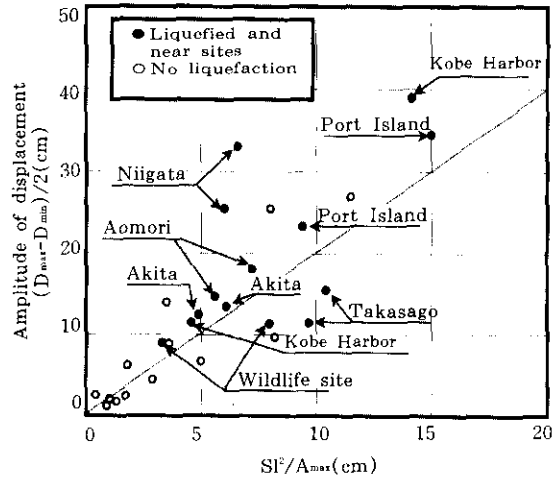 50
40
30
20
10
0
Amplitude of displacement
(Dmax-Dmin)/2(cm)
● Liquefied and
near sites
○ No liquefaction
Kobe Harbor
Port Island
Niigata
Port Island
Aomori
Akita
Akita
Takasago
Kobe Harbor
Wildlife site
0
5
10
15
20
SI²/Amax(cm)